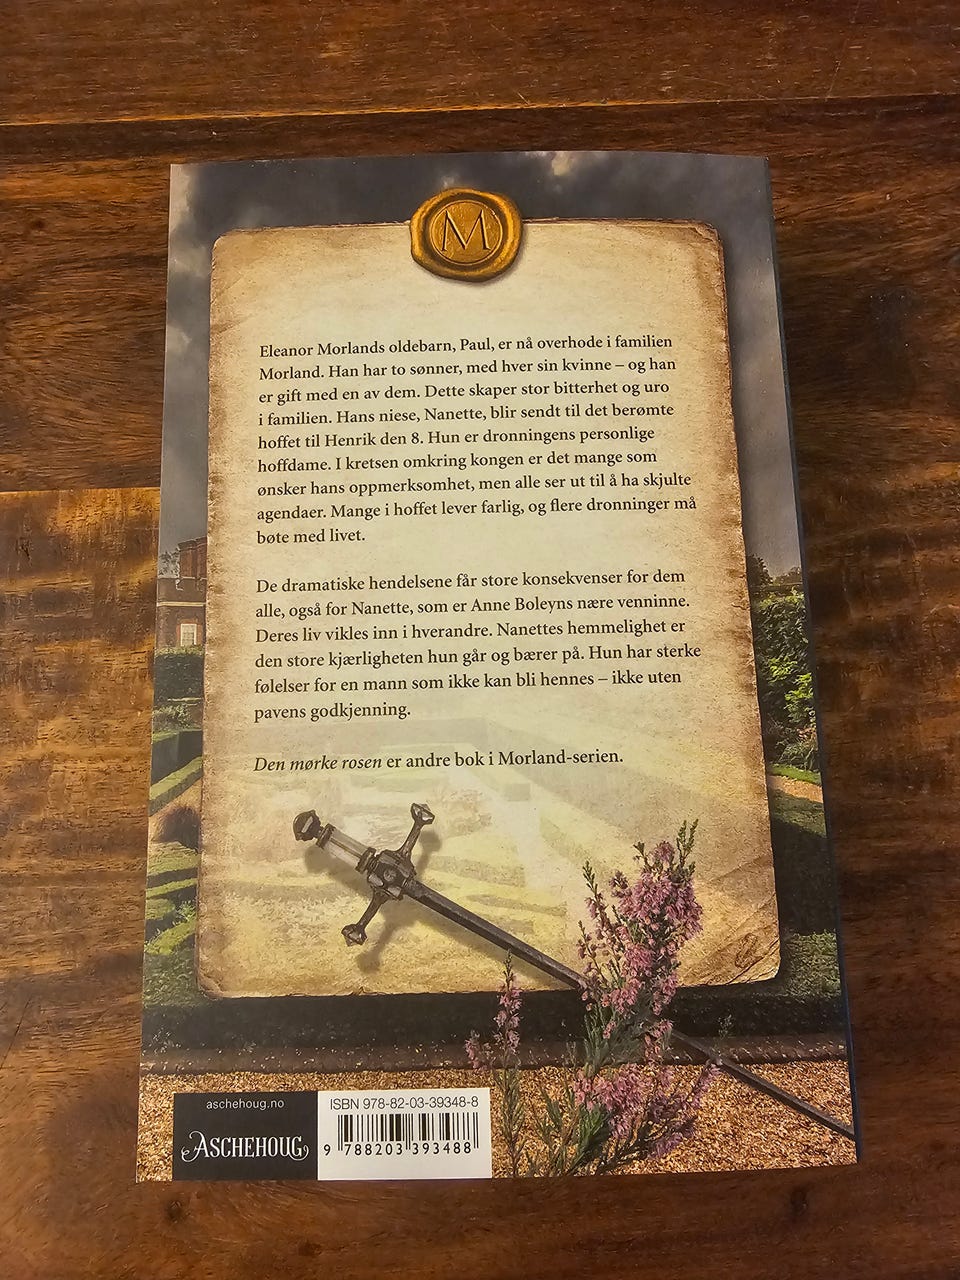 M
Eleanor Morlands oldebarn, Paul, er nå overhode i familien
Morland. Han har to sønner, med hver sin kvinne – og han
er gift med en av dem. Dette skaper stor bitterhet og uro
i familien. Hans niese, Nanette, blir sendt til det berømte
hoffet til Henrik den 8. Hun er dronningens personlige
hoffdame. I kretsen omkring kongen er det mange som
ønsker hans oppmerksomhet, men alle ser ut til å ha skjulte
agendaer. Mange i hoffet lever farlig, og flere dronninger må
bøte med livet.
De dramatiske hendelsene får store konsekvenser for dem
alle, også for Nanette, som er Anne Boleyns nære venninne.
Deres liv vikles inn i hverandre. Nanettes hemmelighet er
den store kjærligheten hun går og bærer på. Hun har sterke
følelser for en mann som ikke kan bli hennes – ikke uten
pavens godkjenning.
Den mørke rosen er andre bok i Morland-serien.
aschehoug.no
ASCHEHOUG
ISBN 978-82-03-39348-8
9 788203 393488